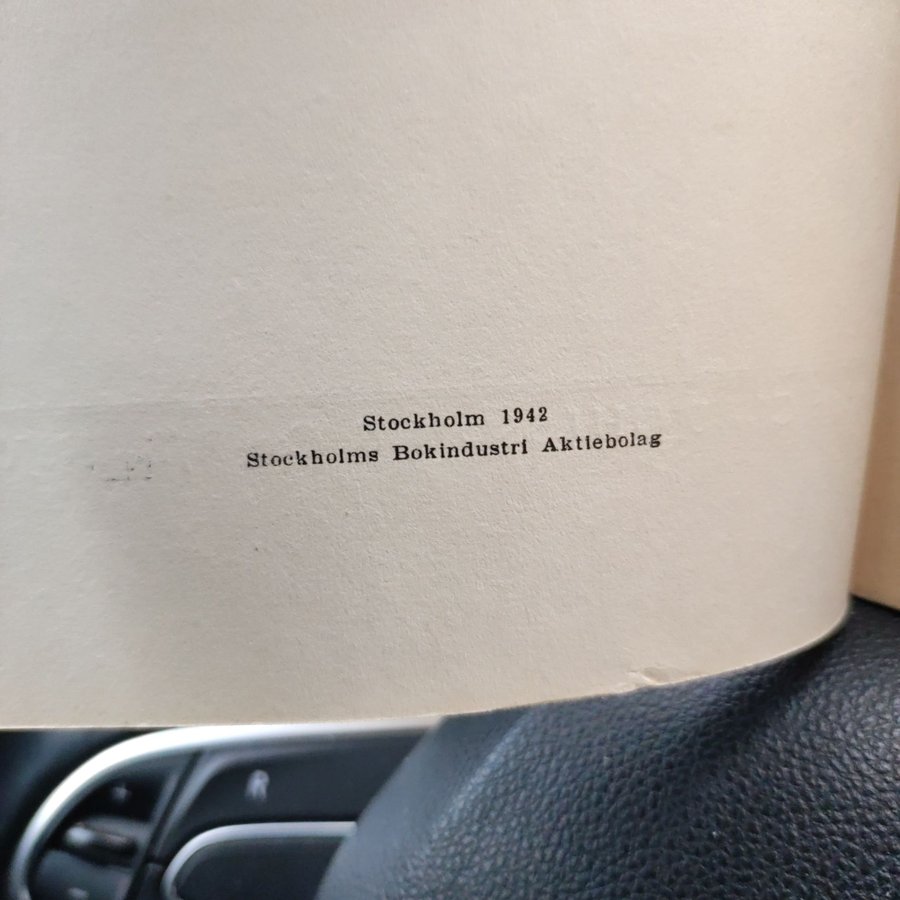 Stockholm 1942
Stockholms Bokindustri Aktiebolag